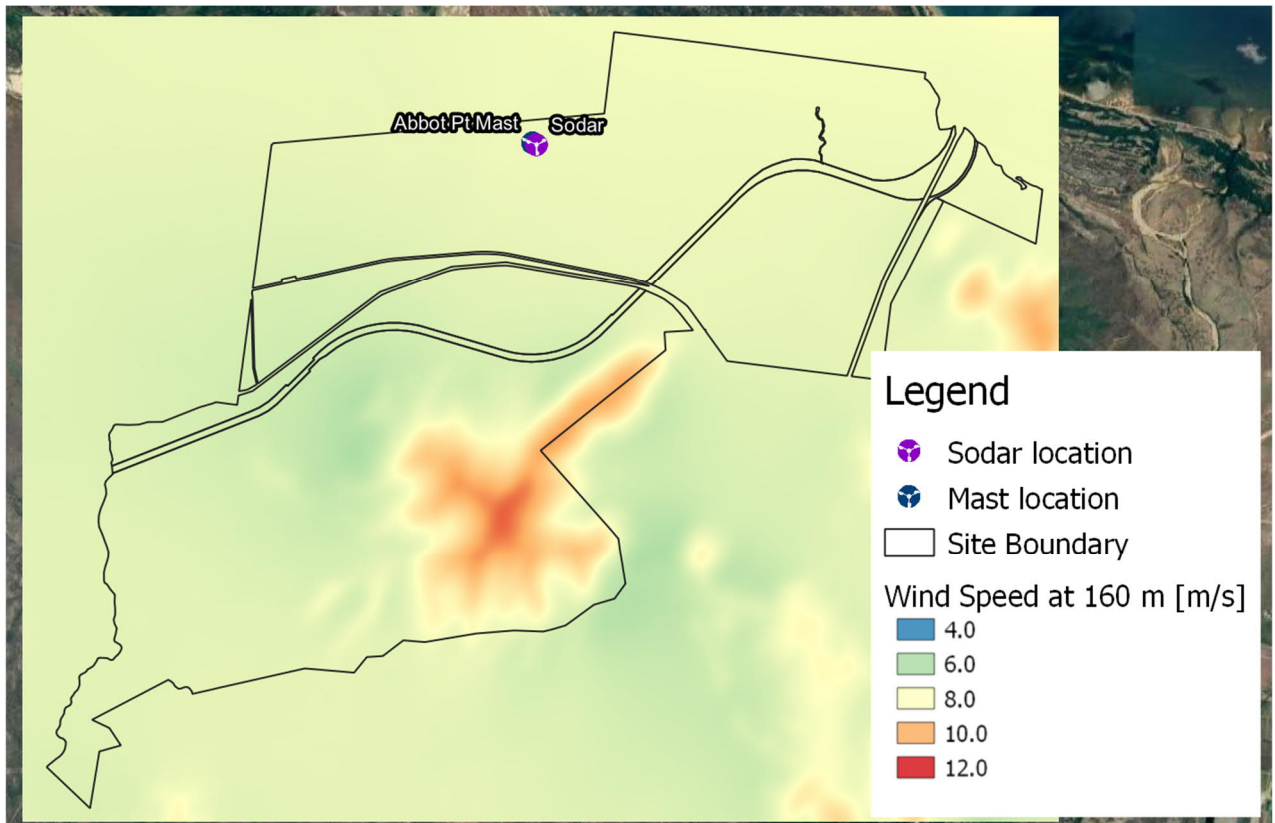 Abbot Pt Mast
Sodar
Legend
Sodar location
Mast location
Site Boundary
Wind Speed at 160 m [m/s]
4.0
6.0
8.0
10.0
12.0